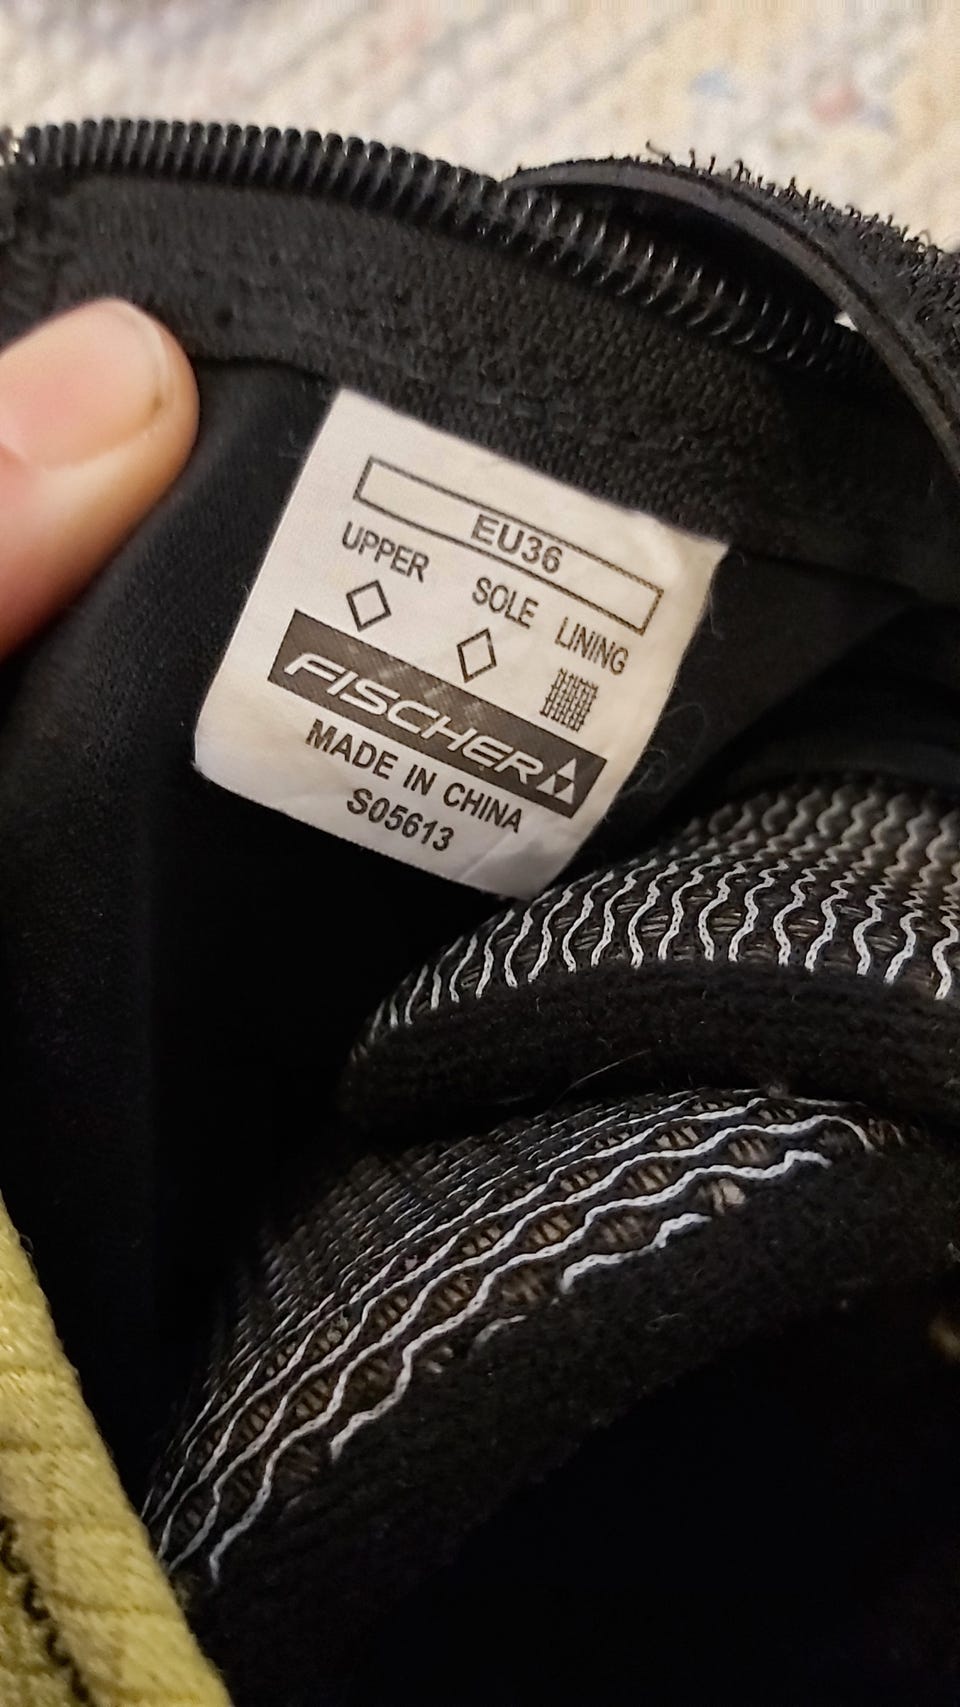 EU36
UPPER SOLE LINING
FISCHER
MADE IN CHINA
S05613